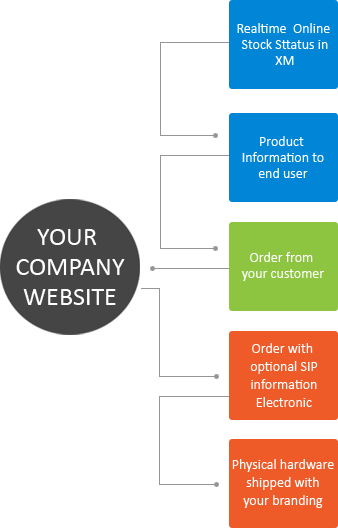 Realtime Online
Stock Sttatus in
XM
Product
Information to
end user
YOUR
COMPANY
WEBSITE
Order from
your customer
Order with
optional SIP
information
Electronic
Physical hardware
shipped with
your branding